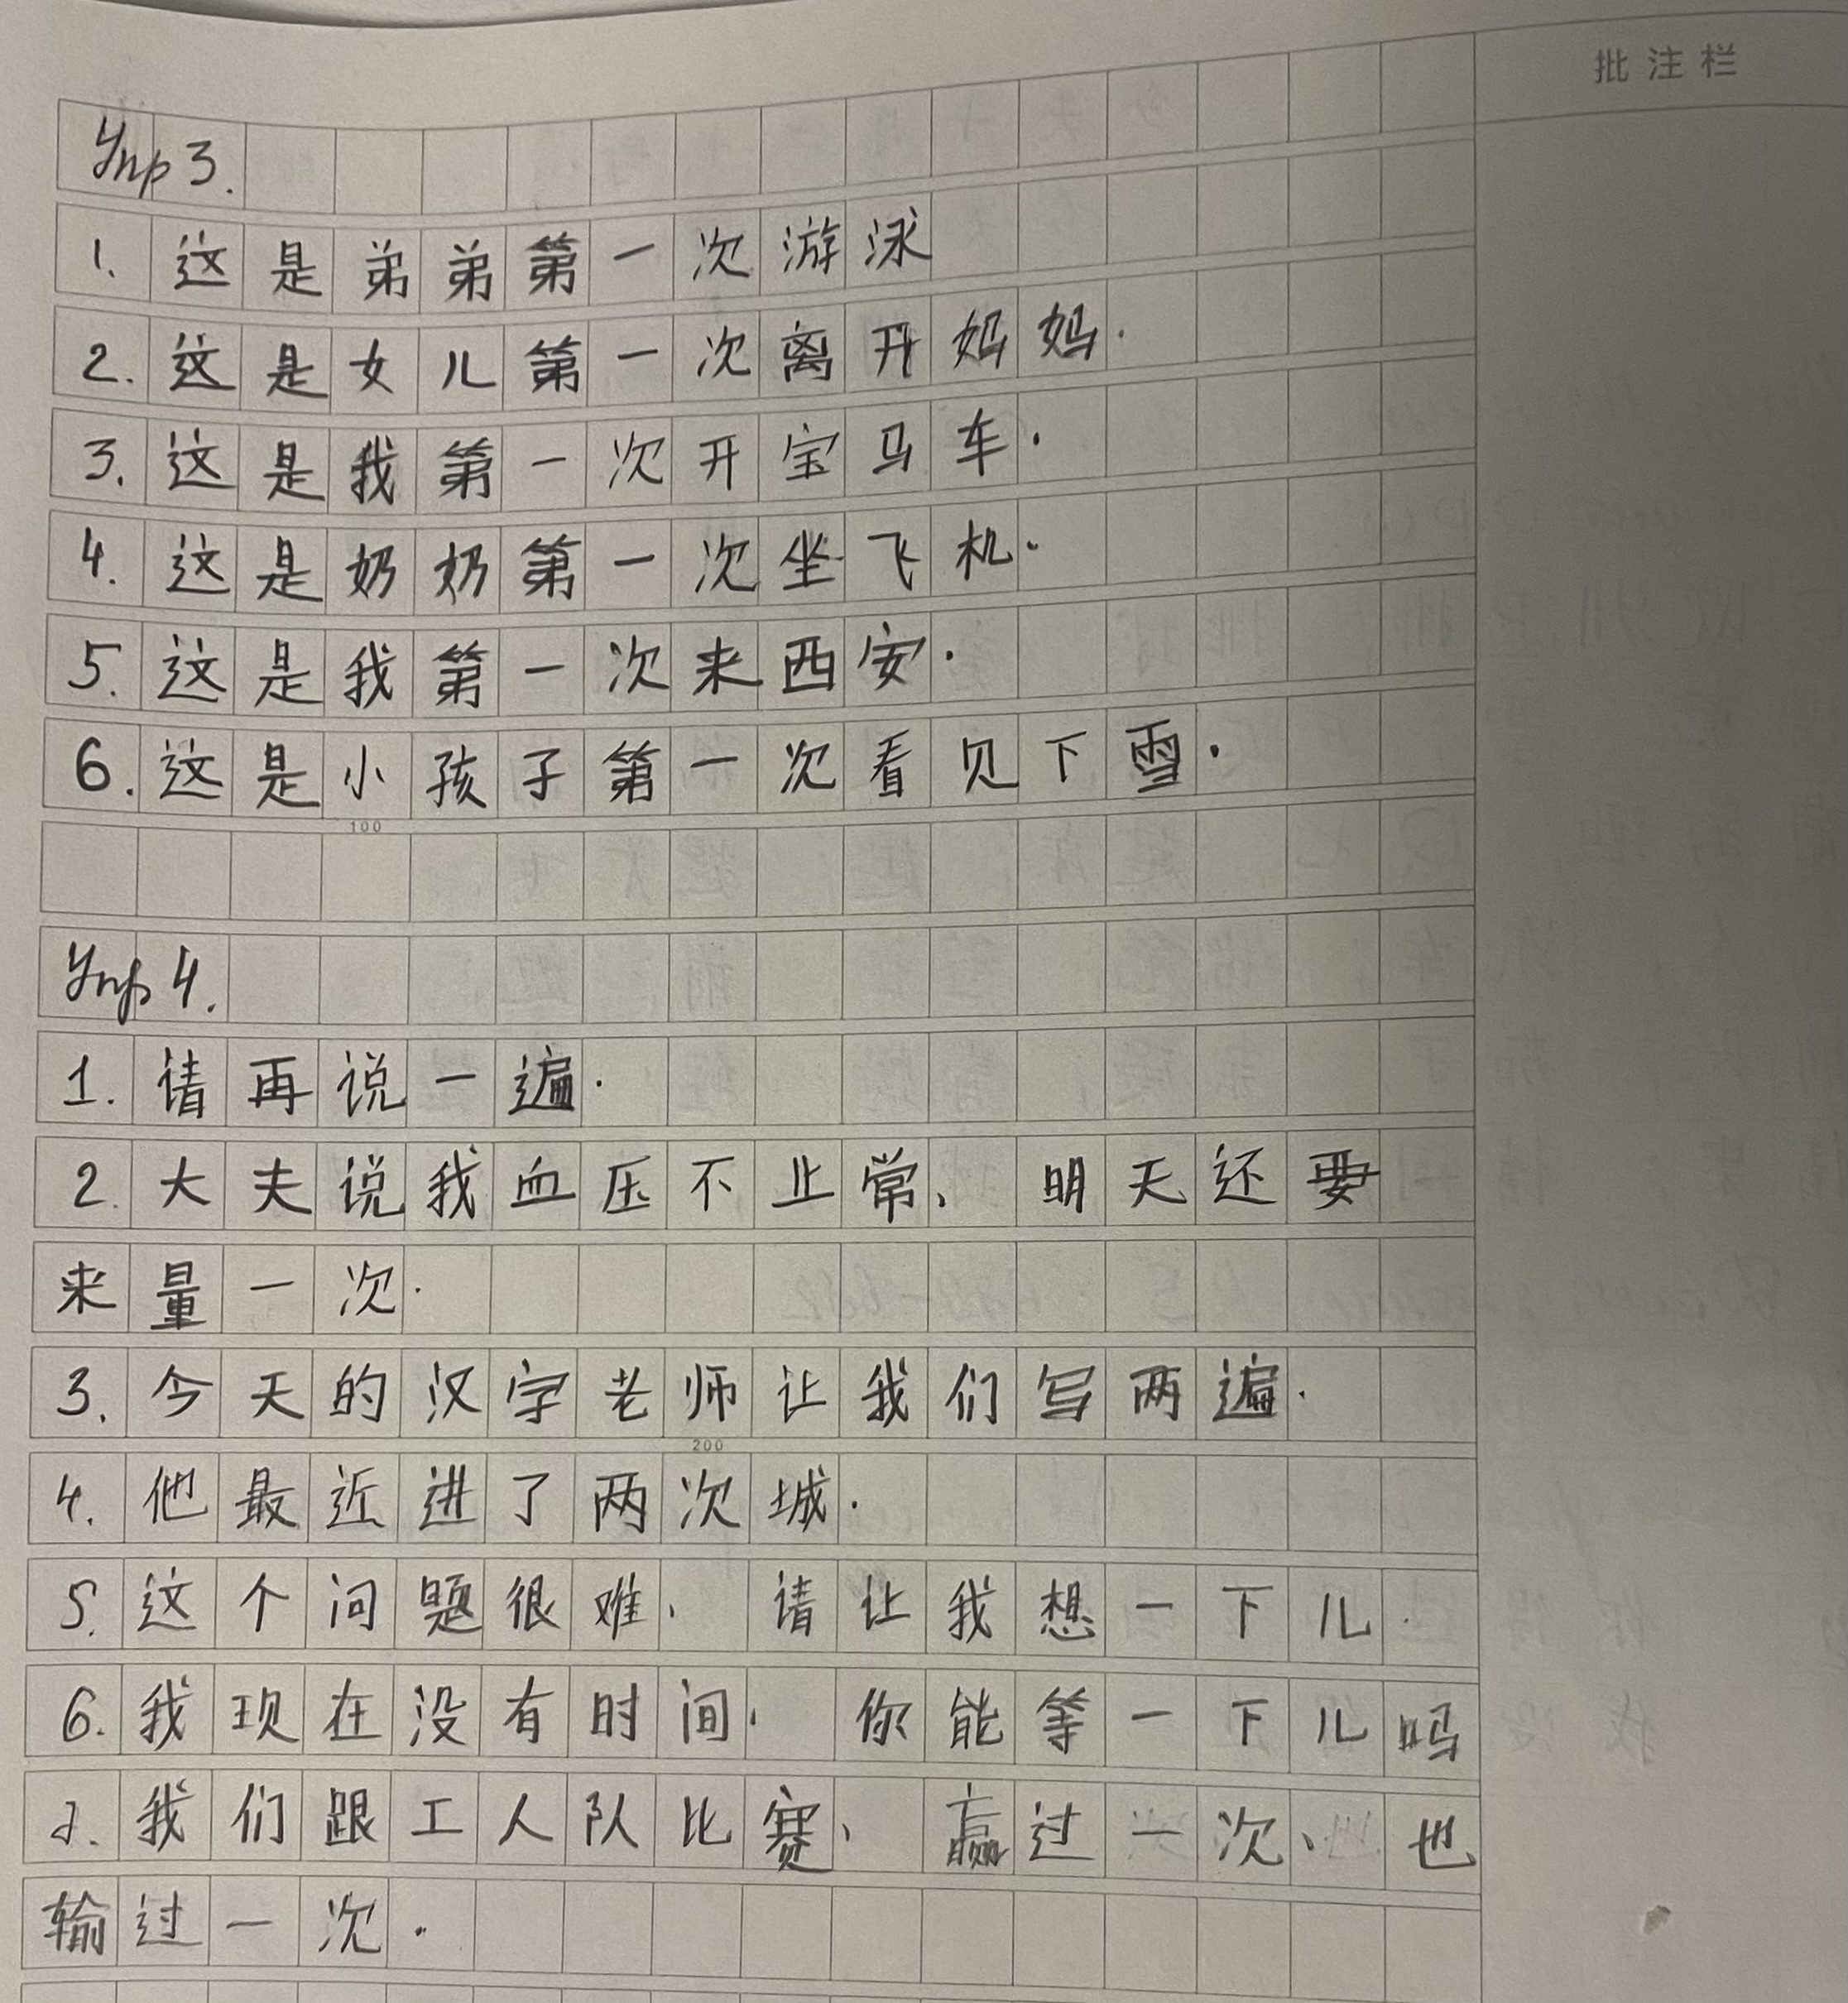 批注栏
Упр 3.
1. 这是弟弟第一次游泳
2. 这是女儿第一次离开妈妈.
3. 这是我第一次开宝马车.
4. 这是奶奶第一次坐飞机.
5. 这是我第一次来西安.
6. 这是小孩子第一次看见下雪.
100
Упр 4.
1. 请再说一遍.
2. 大夫说我血压不止常、明天还要
来量一次.
3. 今天的汉字老师让我们写两遍.
200
4. 他最近进了两次城.
5. 这个问题很难、请让我想一下儿.
6. 我现在没有时间. 你能等一下儿吗
7. 我们跟工人队比赛、赢过一次、也
输过一次.